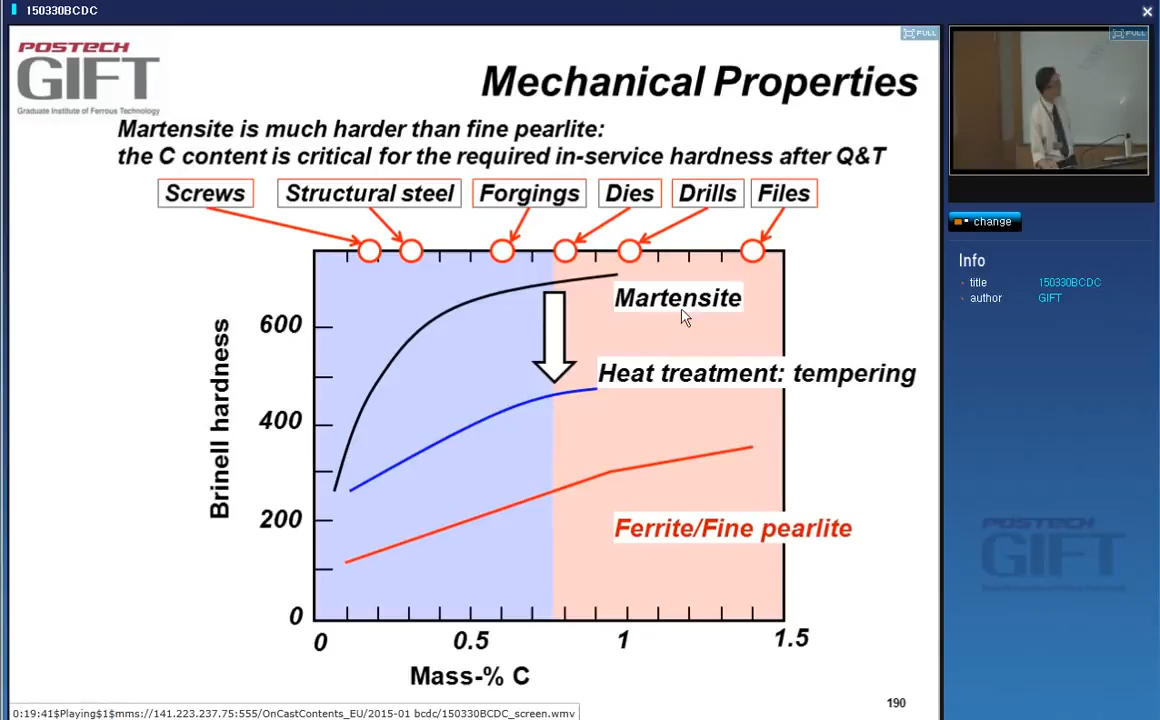 150330BCDC
POSTECH
GIFT
Graduate Institute of Ferrous Technology
FULL
FULL
Mechanical Properties
Martensite is much harder than fine pearlite:
the C content is critical for the required in-service hardness after Q&T
Screws
Structural steel
Forgings
Dies
Drills
Files
change
Info
title 150330BCDC
author GIFT
Martensite
Heat treatment: tempering
Ferrite/Fine pearlite
Brinell hardness
600
400
200
0
0 0.5 1 1.5
Mass-% C
POSTECH
GIFT
190
0:19:41$Playing$1$mms://141.223.237.75:555/OnCastContents_EU/2015-01 bcdc/150330BCDC_screen.wmv